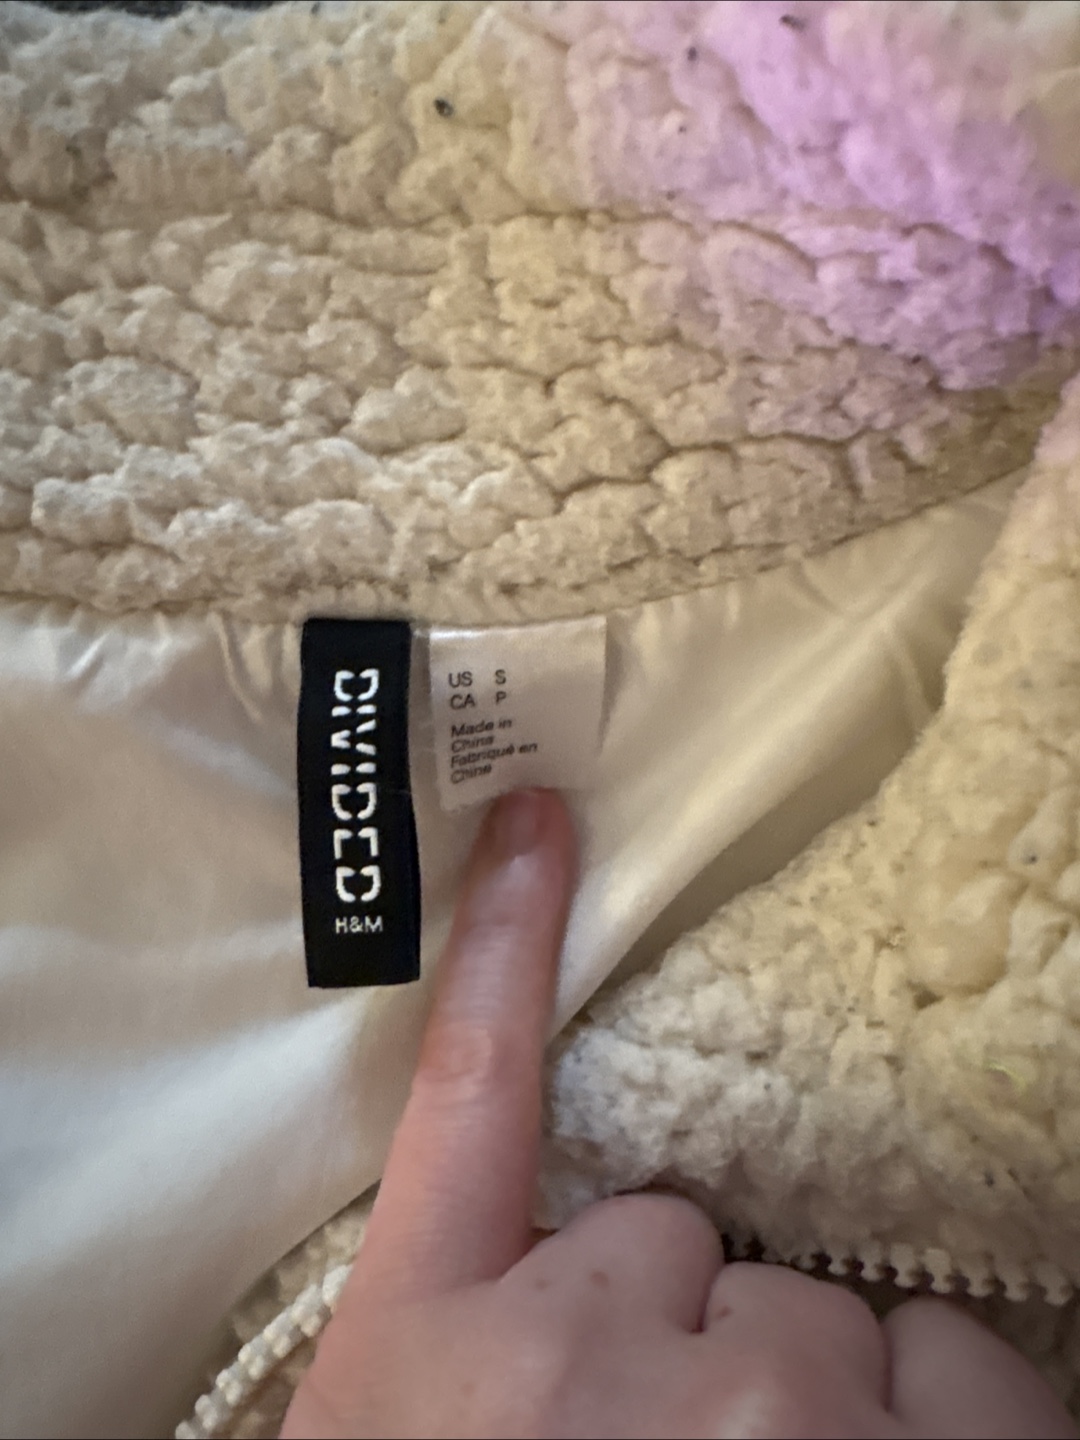 DIVIDED
H&M
US S
CA P
Made in
China
Fabriqué en
Chine